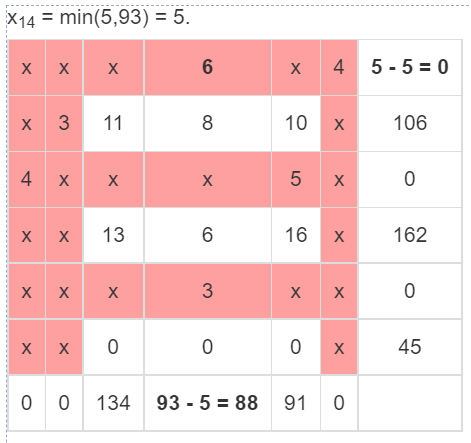 x₁₄ = min(5,93) = 5.
x x x 6 x 4 5 - 5 = 0
x 3 11 8 10 x 106
4 x x x 5 x 0
x x 13 6 16 x 162
x x x 3 x x 0
x x 0 0 0 x 45
0 0 134 93 - 5 = 88 91 0